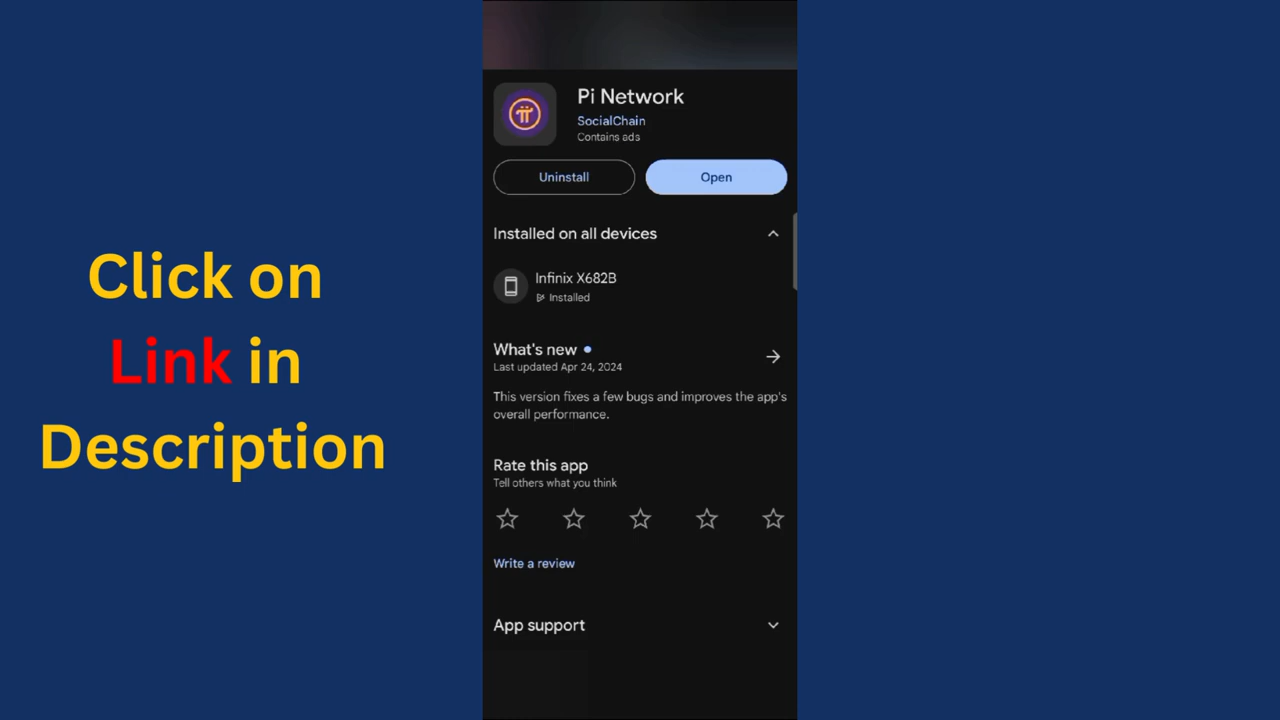 Click on
Link in
Description
Pi Network
SocialChain
Contains ads
Uninstall
Open
Installed on all devices
Infinix X682B
Installed
What's new
Last updated Apr 24, 2024
This version fixes a few bugs and improves the app's
overall performance.
Rate this app
Tell others what you think
Write a review
App support